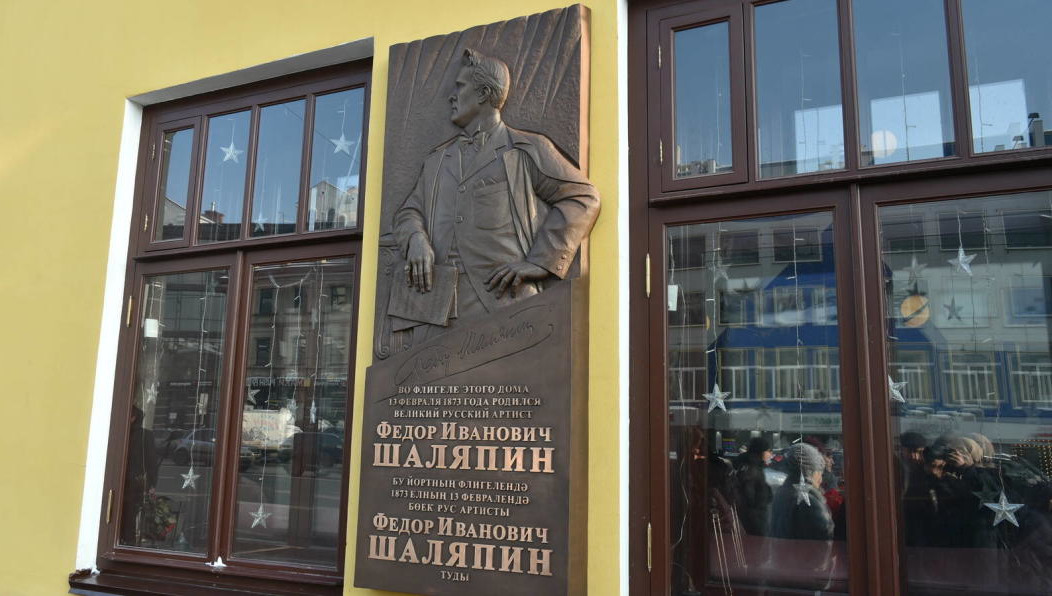 ВО ФЛИГЕЛЕ ЭТОГО ДОМА
13 ФЕВРАЛЯ 1873 ГОДА РОДИЛСЯ
ВЕЛИКИЙ РУССКИЙ АРТИСТ
ФЕДОР ИВАНОВИЧ
ШАЛЯПИН
БУ ЙОРТНЫҢ ФЛИГЕЛЕНДӘ
1873 ЕЛНЫҢ 13 ФЕВРАЛЕНДӘ
БӨЕК РУС АРТИСТЫ
ФЕДОР ИВАНОВИЧ
ШАЛЯПИН
ТУДЫ